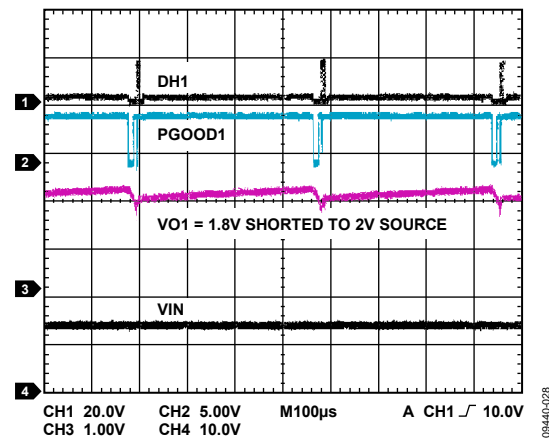 DH1
1
PGOOD1
2
VO1 = 1.8V SHORTED TO 2V SOURCE
3
VIN
4
CH1 20.0V CH2 5.00V M100µs A CH1 10.0V
CH3 1.00V CH4 10.0V
09440-028